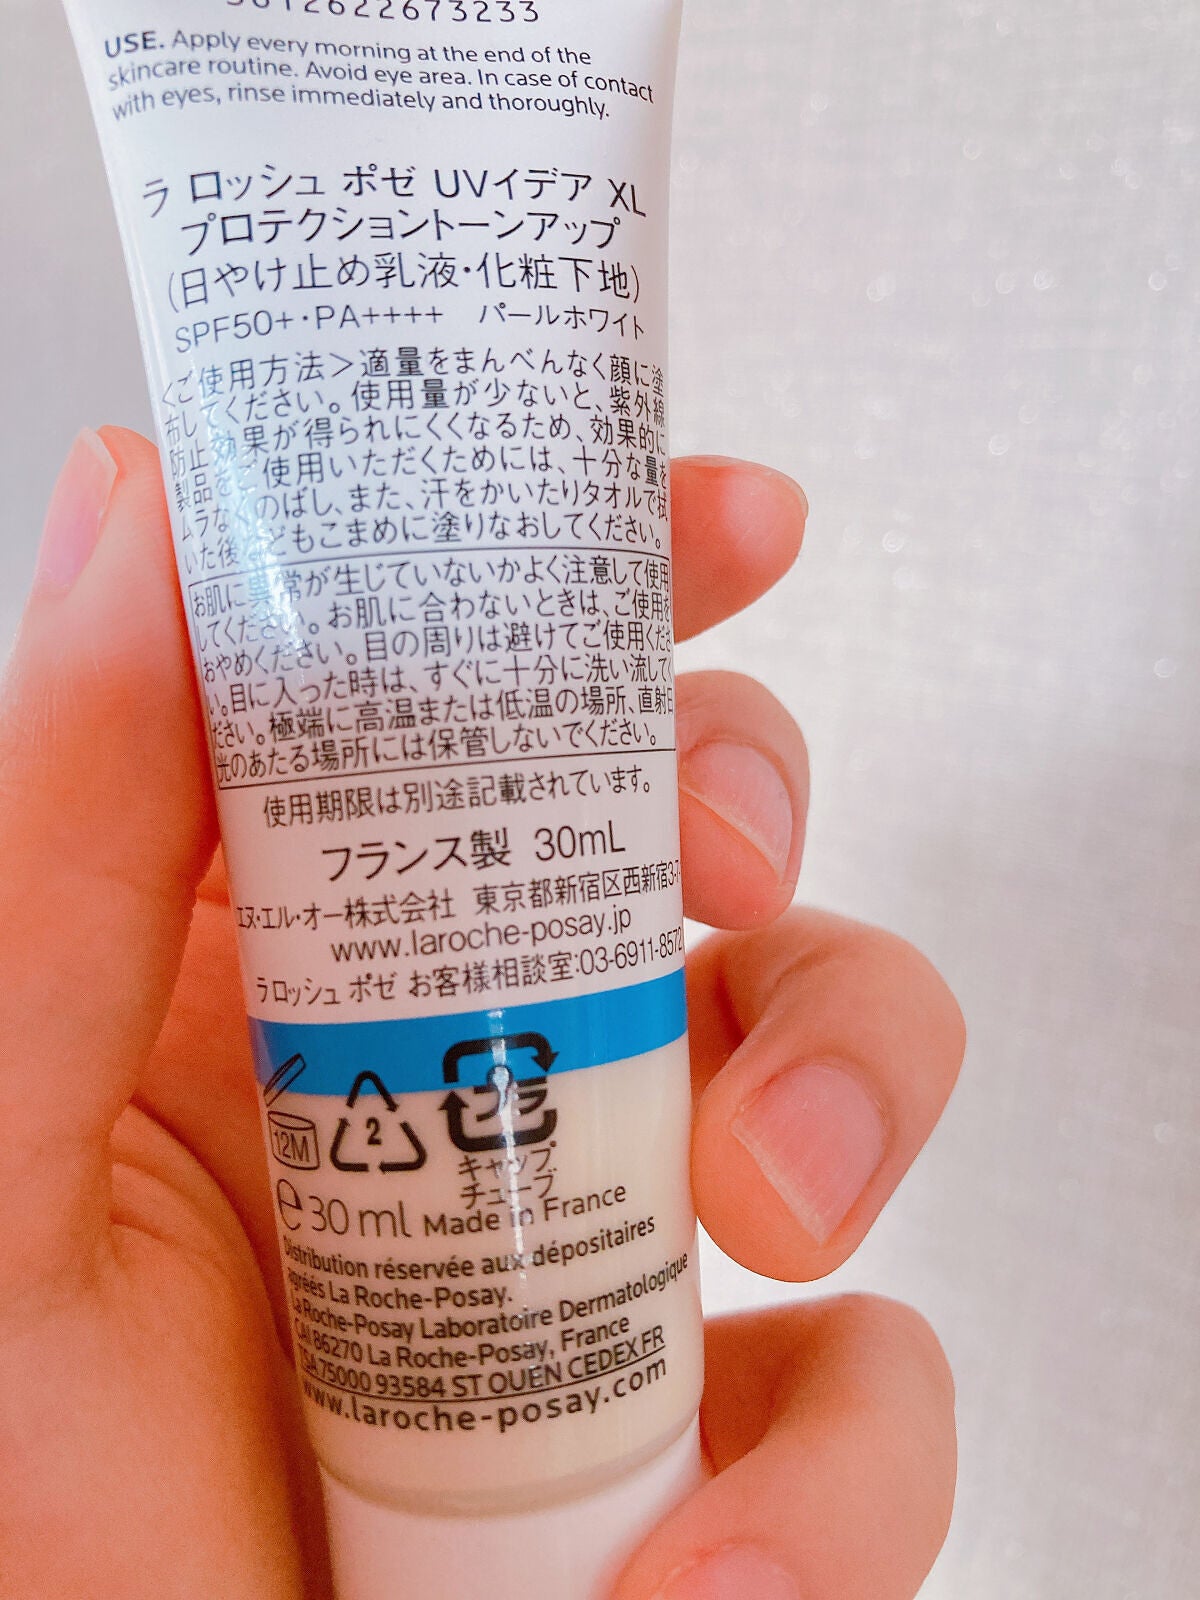 3612622673233
USE. Apply every morning at the end of the
skincare routine. Avoid eye area. In case of contact
with eyes, rinse immediately and thoroughly.
ラ ロッシュ ポゼ UVイデア XL
プロテクショントーンアップ
(日やけ止め乳液・化粧下地)
SPF50+・PA++++ パールホワイト
<ご使用方法>適量をまんべんなく顔に塗
布してください。使用量が少ないと、紫外線
防止効果が得られにくくなるため、効果的に
製品をご使用いただくためには、十分な量を
ムラなくのばし、また、汗をかいたりタオルで拭
いた後などもこまめに塗りなおしてください。
お肌に異常が生じていないかよく注意して使用
してください。お肌に合わないときは、ご使用を
おやめください。目の周りは避けてご使用くださ
い。目に入った時は、すぐに十分に洗い流してく
ださい。極端に高温または低温の場所、直射日
光のあたる場所には保管しないでください。
使用期限は別途記載されています。
フランス製 30mL
エヌ・エル・オー株式会社 東京都新宿区西新宿3-7-
www.laroche-posay.jp
ラ ロッシュ ポゼ お客様相談室:03-6911-8572
12M
2
プラ
キャップ
チューブ
e 30 ml Made in France
Distribution réservée aux dépositaires
agréés La Roche-Posay.
La Roche-Posay Laboratoire Dermatologique
CAI 86270 La Roche-Posay, France
TSA 75000 93584 ST OUEN CEDEX FR
www.laroche-posay.com